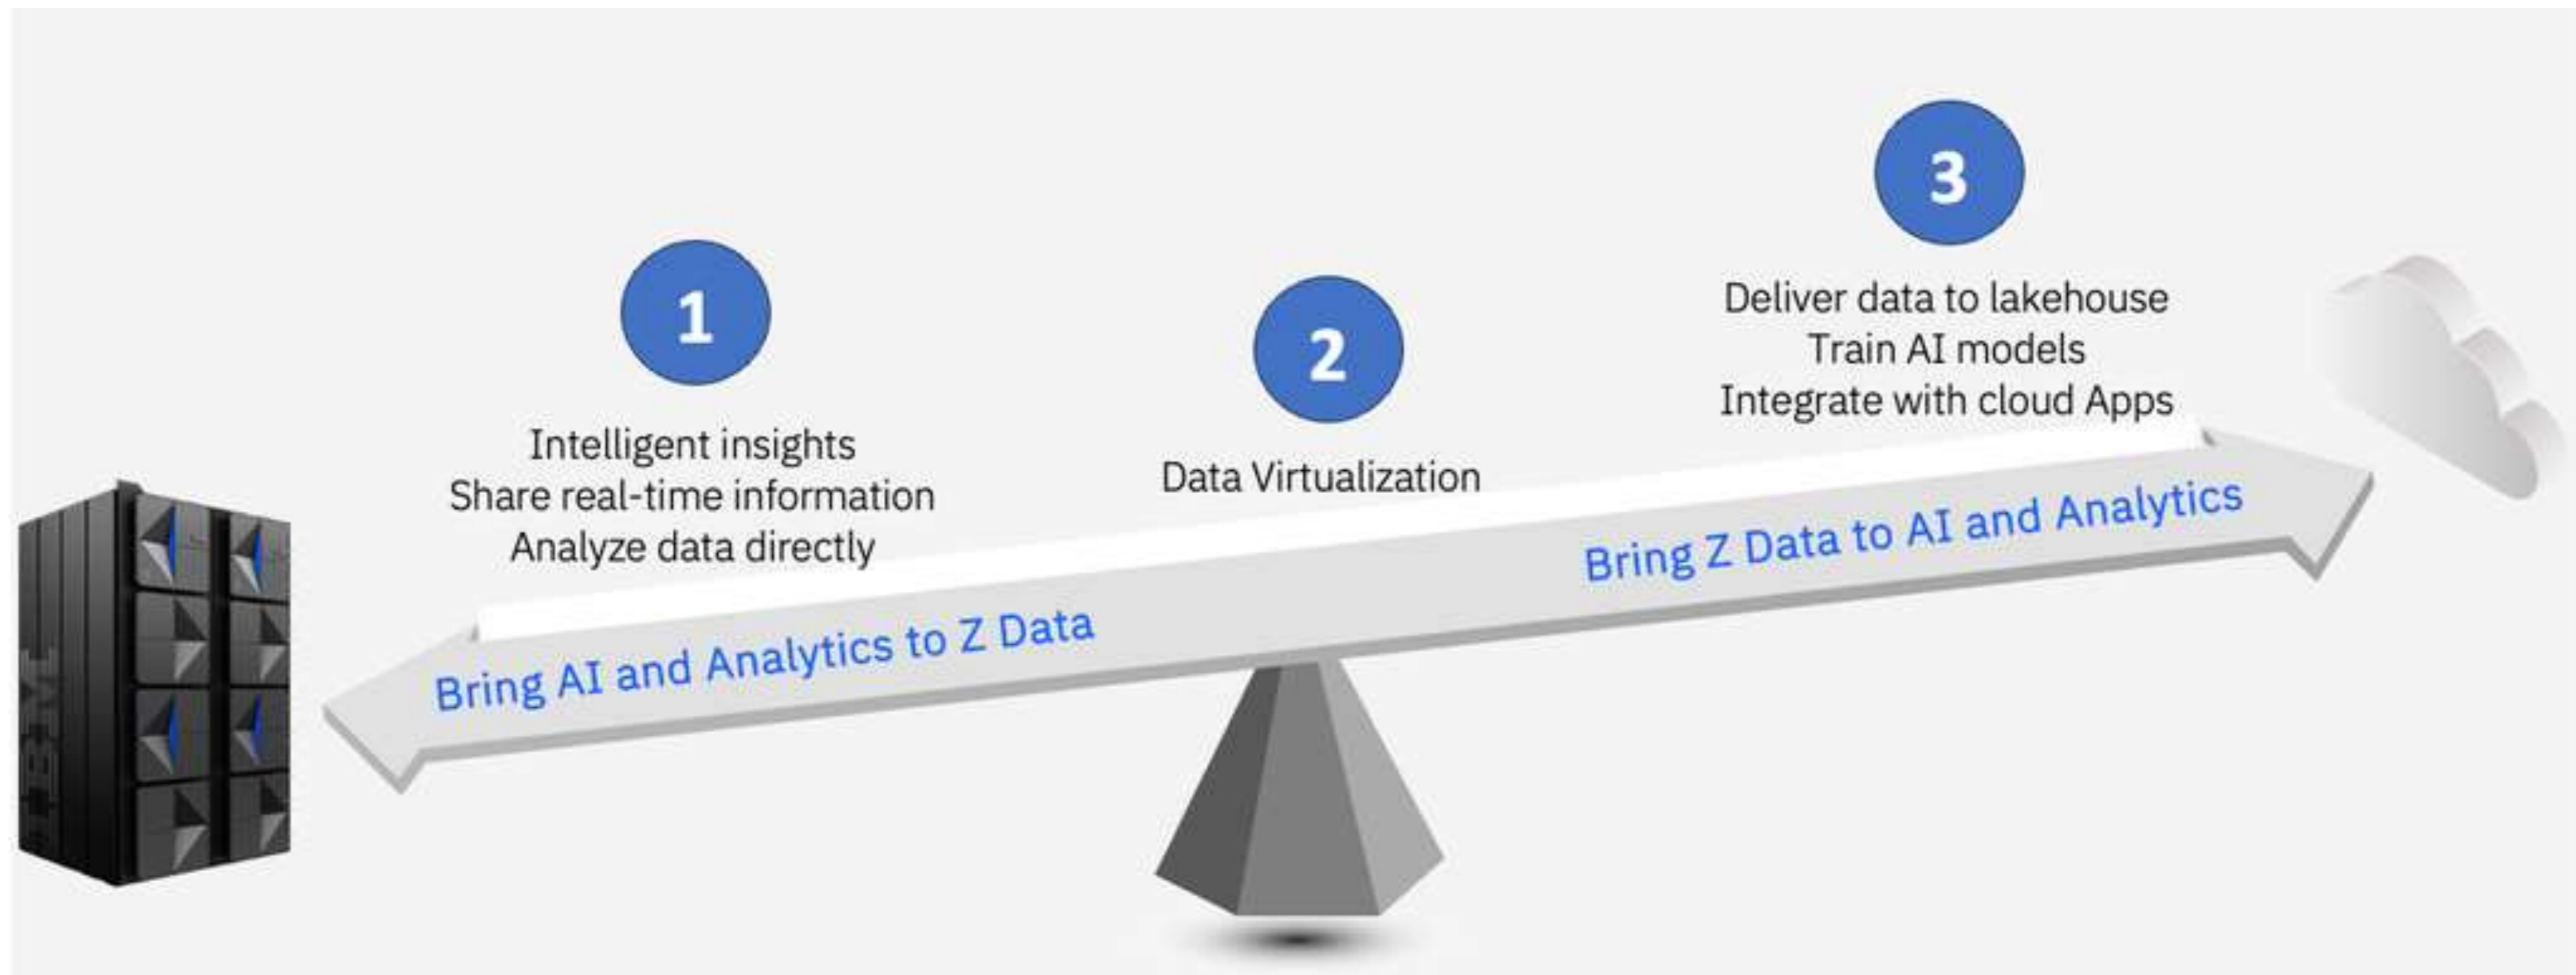 1
Intelligent insights
Share real-time information
Analyze data directly
2
Data Virtualization
3
Deliver data to lakehouse
Train AI models
Integrate with cloud Apps
Bring AI and Analytics to Z Data
Bring Z Data to AI and Analytics
IBM